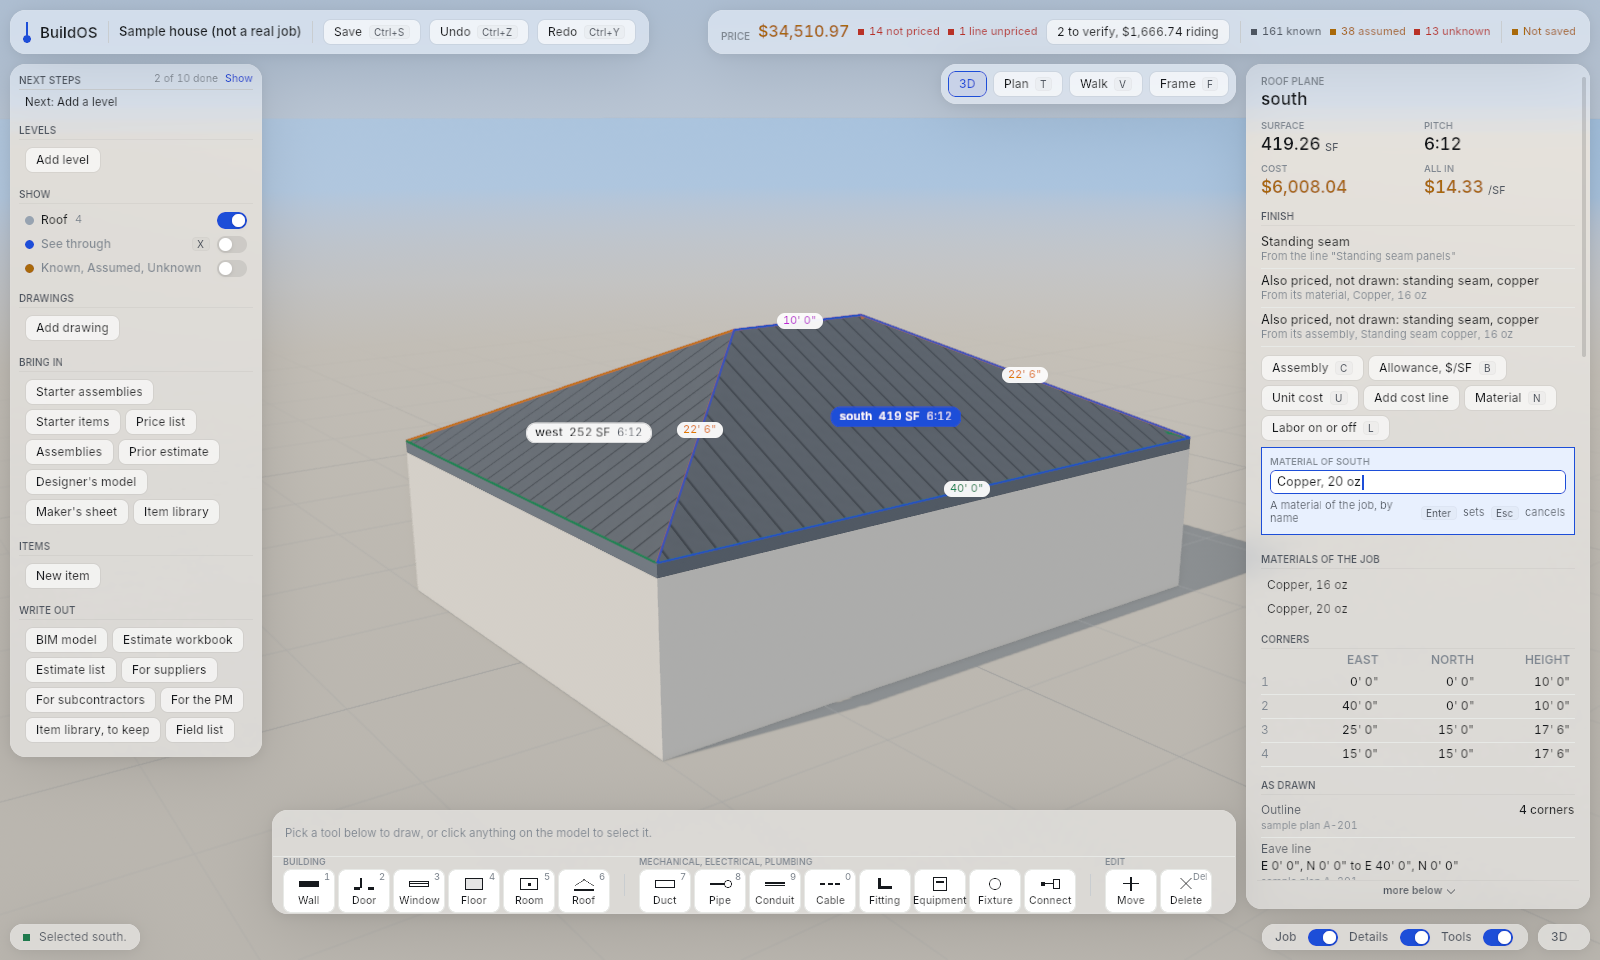 BuildOS
Sample house (not a real job)
Save Ctrl+S
Undo Ctrl+Z
Redo Ctrl+Y
PRICE $34,510.97
14 not priced
1 line unpriced
2 to verify, $1,666.74 riding
161 known
38 assumed
13 unknown
Not saved
NEXT STEPS
2 of 10 done Show
Next: Add a level
LEVELS
Add level
SHOW
Roof 4
See through X
Known, Assumed, Unknown
DRAWINGS
Add drawing
BRING IN
Starter assemblies
Starter items Price list
Assemblies Prior estimate
Designer's model
Maker's sheet Item library
ITEMS
New item
WRITE OUT
BIM model Estimate workbook
Estimate list For suppliers
For subcontractors For the PM
Item library, to keep Field list
3D
Plan T
Walk V
Frame F
10' 0"
22' 6"
south 419 SF 6:12
west 252 SF 6:12
22' 6"
40' 0"
ROOF PLANE
south
SURFACE PITCH
419.26 SF 6:12
COST ALL IN
$6,008.04 $14.33 /SF
FINISH
Standing seam
From the line "Standing seam panels"
Also priced, not drawn: standing seam, copper
From its material, Copper, 16 oz
Also priced, not drawn: standing seam, copper
From its assembly, Standing seam copper, 16 oz
Assembly C Allowance, $/SF B
Unit cost U Add cost line Material N
Labor on or off L
MATERIAL OF SOUTH
Copper, 20 oz
A material of the job, by name
Enter sets Esc cancels
MATERIALS OF THE JOB
Copper, 16 oz
Copper, 20 oz
CORNERS
EAST NORTH HEIGHT
1 0' 0" 0' 0" 10' 0"
2 40' 0" 0' 0" 10' 0"
3 25' 0" 15' 0" 17' 6"
4 15' 0" 15' 0" 17' 6"
AS DRAWN
Outline 4 corners
sample plan A-201
Eave line
E 0' 0", N 0' 0" to E 40' 0", N 0' 0"
sample plan A-201
more below
Pick a tool below to draw, or click anything on the model to select it.
BUILDING
Wall 1
Door 2
Window 3
Floor 4
Room 5
Roof 6
MECHANICAL, ELECTRICAL, PLUMBING
Duct 7
Pipe 8
Conduit 9
Cable 0
Fitting
Equipment
Fixture
Connect
EDIT
Move
Delete Del
Selected south.
Job
Details
Tools
3D